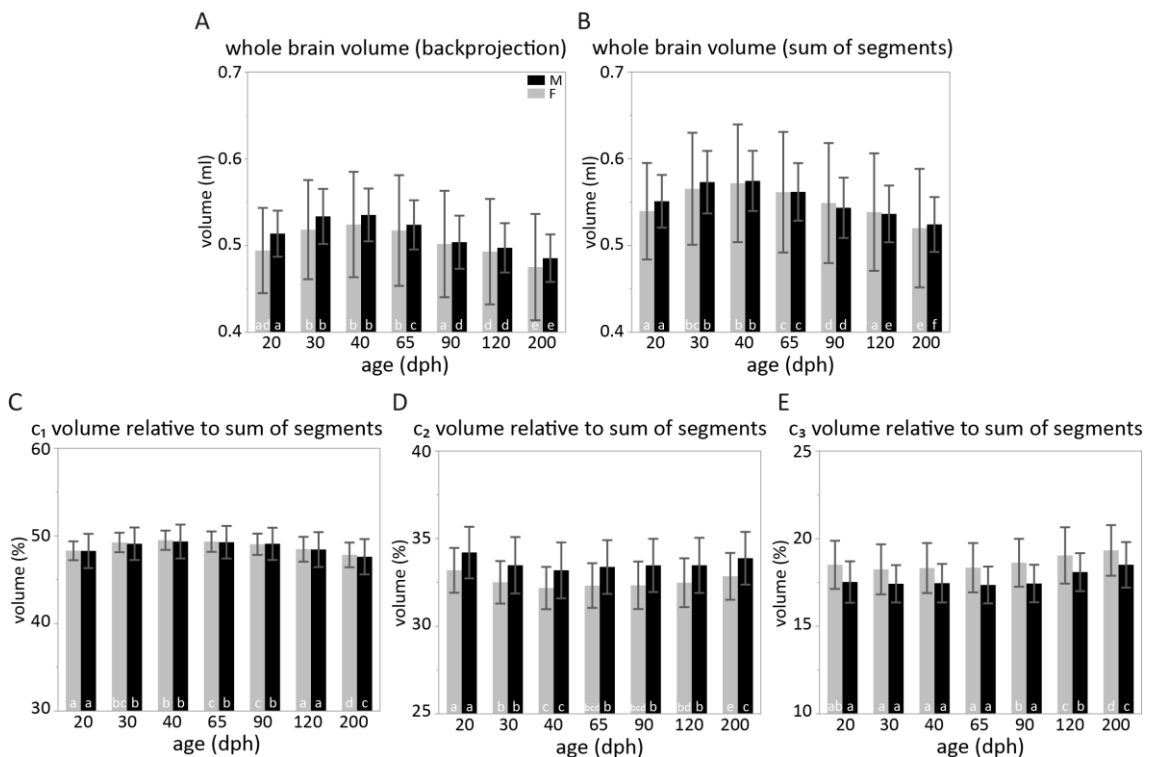 A
whole brain volume (backprojection)
0.7
0.6
0.5
0.4
volume (ml)
M
F
ad a b b b b b c a d d d e e
20 30 40 65 90 120 200
age (dph)
B
whole brain volume (sum of segments)
0.7
0.6
0.5
0.4
volume (ml)
a a bc b b b c c d d a e e f
20 30 40 65 90 120 200
age (dph)
C
c₁ volume relative to sum of segments
60
50
40
30
volume (%)
a a bc b b b c b c b a a d c
20 30 40 65 90 120 200
age (dph)
D
c₂ volume relative to sum of segments
40
35
30
25
volume (%)
a a b b c c bcd b bcd b bd b e c
20 30 40 65 90 120 200
age (dph)
E
c₃ volume relative to sum of segments
25
20
15
10
volume (%)
ab a a a a a a a b a c b d c
20 30 40 65 90 120 200
age (dph)